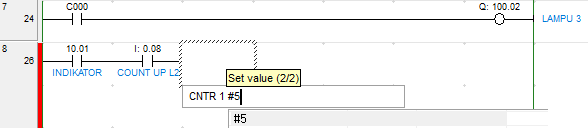 7
C000
Q: 100.02
24
LAMPU 3
8
10.01
I: 0.08
26
INDIKATOR
COUNT UP L2
Set value (2/2)
CNTR 1 #5
#5